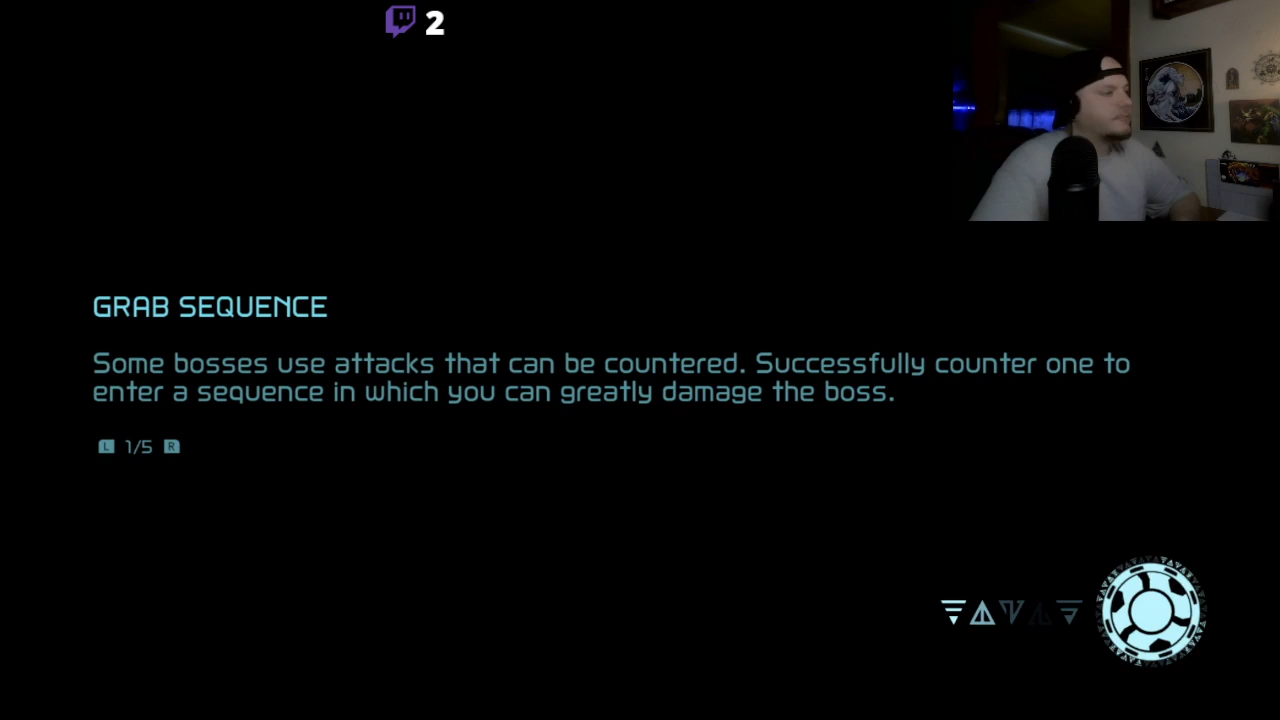 2
GRAB SEQUENCE
Some bosses use attacks that can be countered. Successfully counter one to
enter a sequence in which you can greatly damage the boss.
L 1/5 R